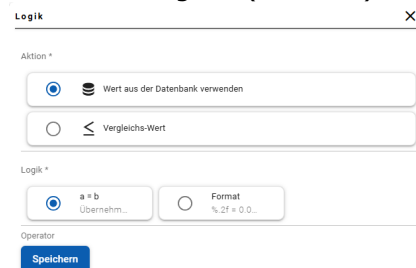 Logik
Aktion *
Wert aus der Datenbank verwenden
Vergleichs-Wert
Logik *
a = b
Übernehm...
Format
%.2f = 0.0...
Operator
Speichern